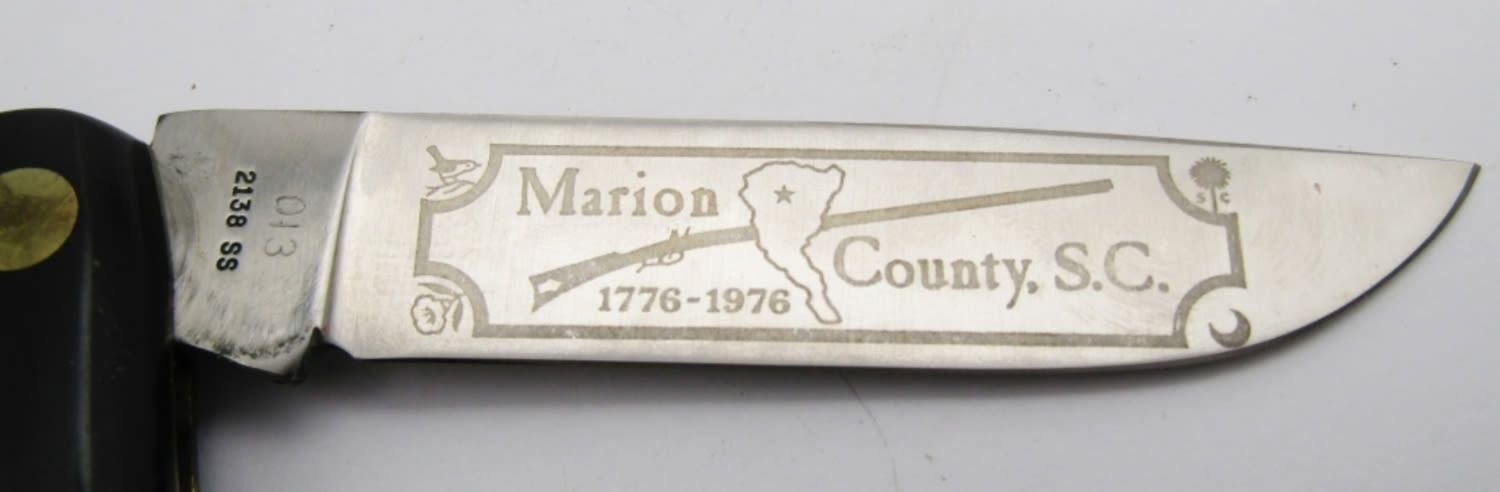 013
2138 SS
Marion
County, S.C.
1776-1976
S C